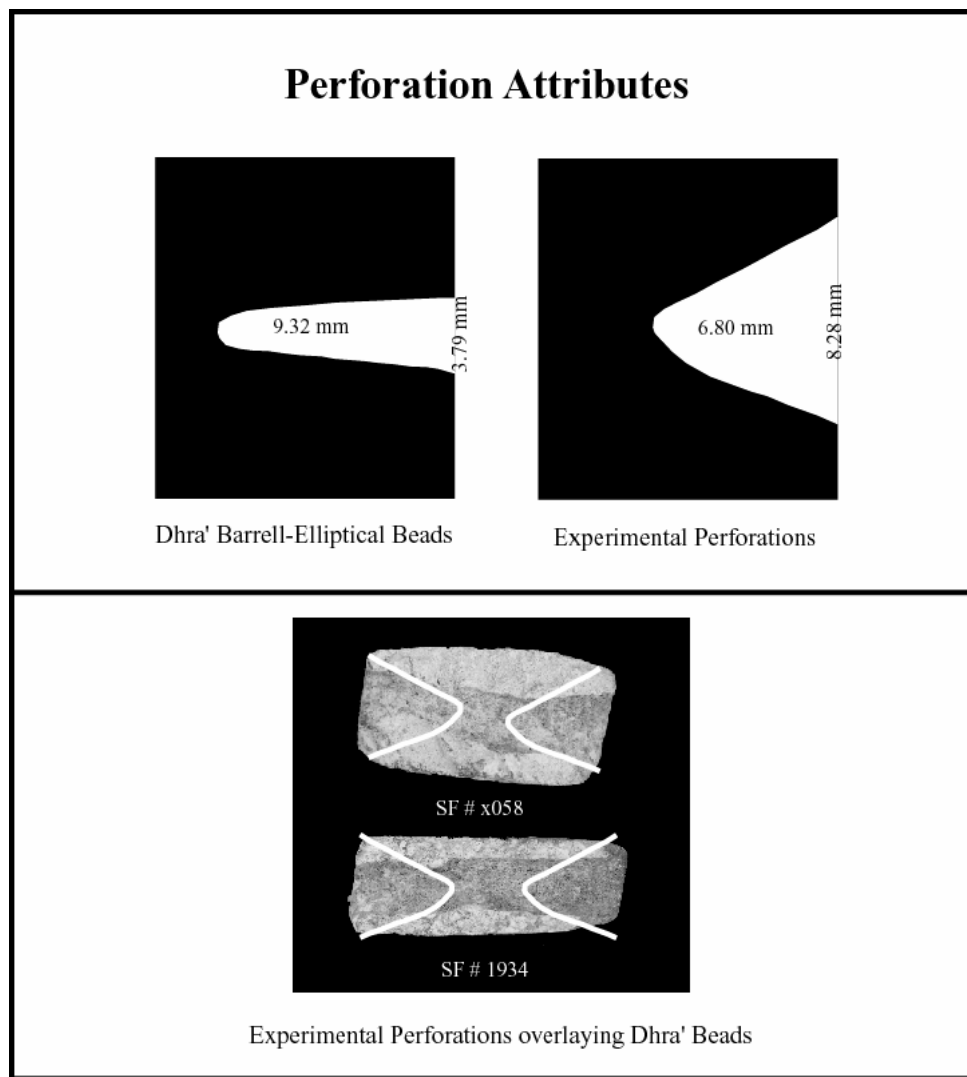 Perforation Attributes
9.32 mm
3.79 mm
6.80 mm
8.28 mm
Dhra' Barrell-Elliptical Beads
Experimental Perforations
SF # x058
SF # 1934
Experimental Perforations overlaying Dhra' Beads